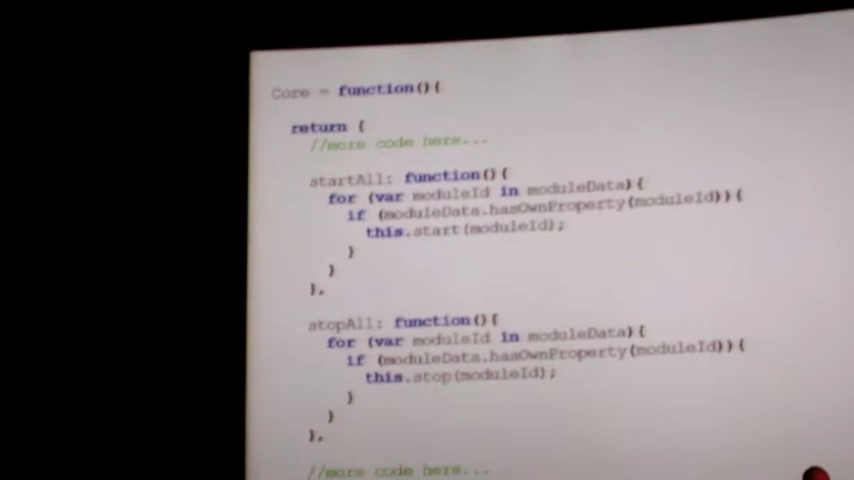 Core = function(){
return {
//more code here...
startAll: function(){
for (var moduleId in moduleData){
if (moduleData.hasOwnProperty(moduleId)){
this.start(moduleId);
}
}
},
stopAll: function(){
for (var moduleId in moduleData){
if (moduleData.hasOwnProperty(moduleId)){
this.stop(moduleId);
}
}
},
//more code here...